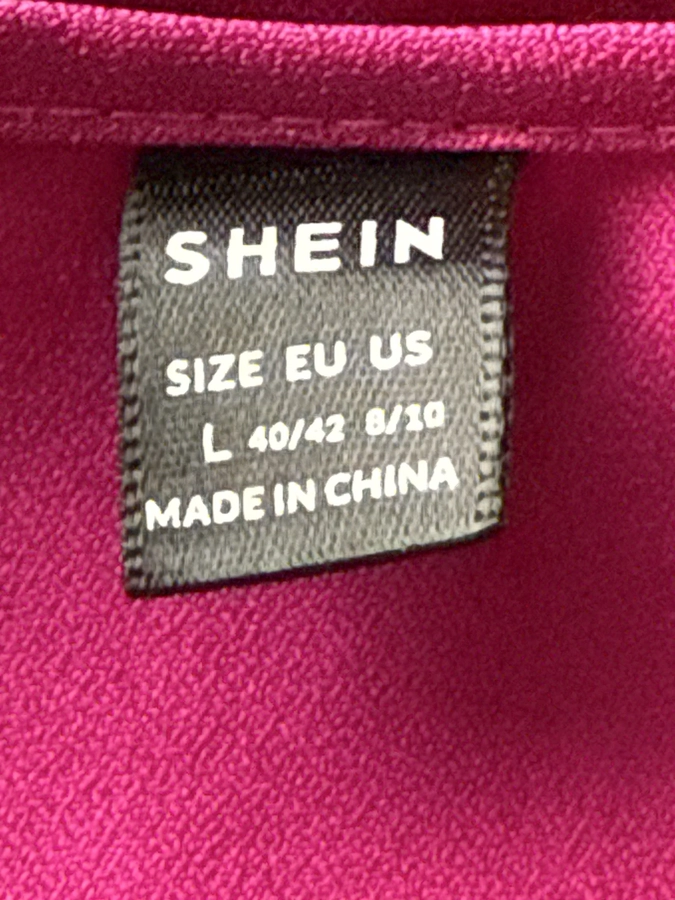 SHEIN
SIZE EU US
L 40/42 8/10
MADE IN CHINA